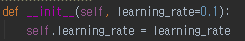 def __init__(self, learning_rate=0.1):
    self.learning_rate = learning_rate